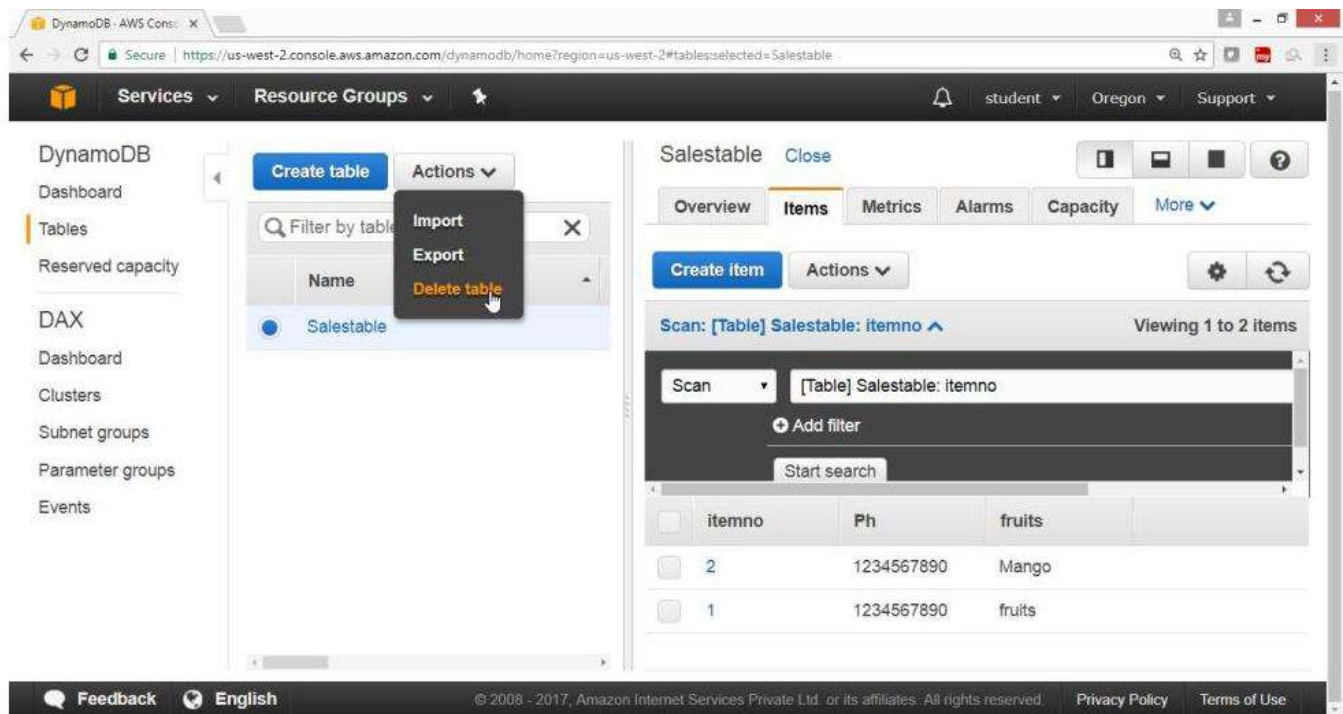 DynamoDB - AWS Cons
Secure https://us-west-2.console.aws.amazon.com/dynamodb/home?region=us-west-2#tables:selected=Salestable
Services Resource Groups student Oregon Support
DynamoDB
Dashboard
Tables
Reserved capacity
DAX
Dashboard
Clusters
Subnet groups
Parameter groups
Events
Create table Actions
Filter by table
Import
Export
Delete table
Name
Salestable
Salestable Close
Overview Items Metrics Alarms Capacity More
Create item Actions
Scan: [Table] Salestable: itemno Viewing 1 to 2 items
Scan [Table] Salestable: itemno
Add filter
Start search
itemno Ph fruits
2 1234567890 Mango
1 1234567890 fruits
Feedback English © 2008 - 2017, Amazon Internet Services Private Ltd. or its affiliates. All rights reserved. Privacy Policy Terms of Use